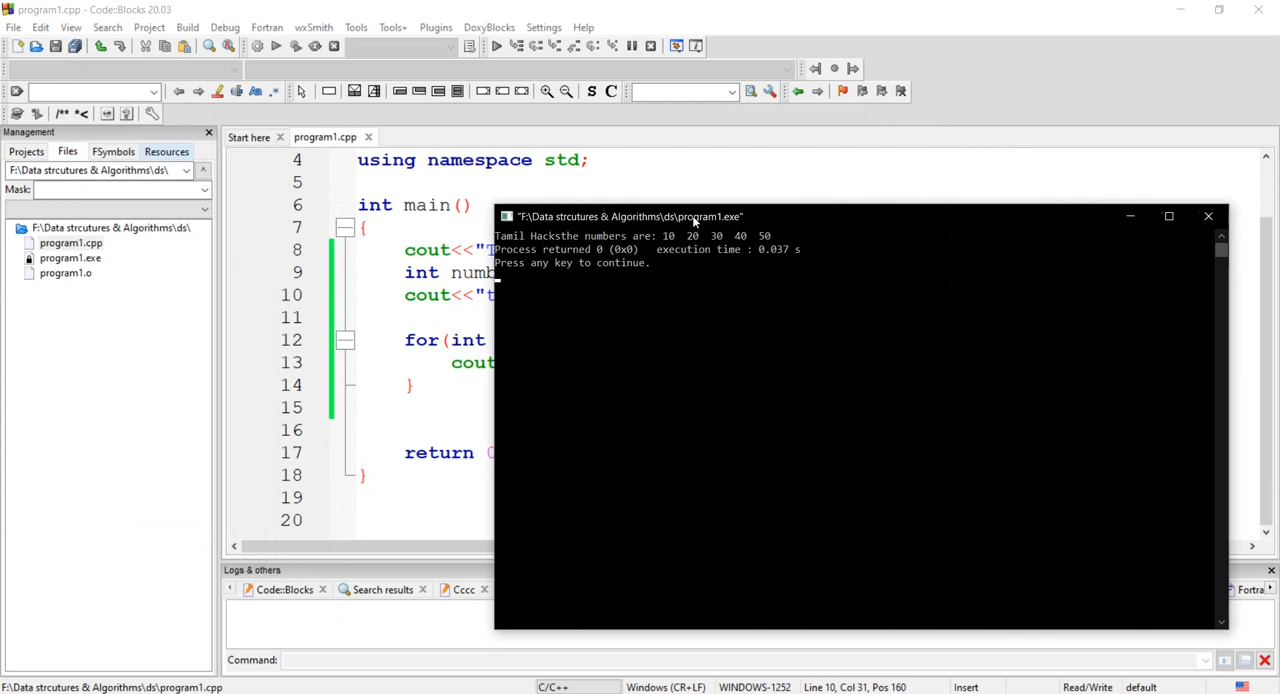 program1.cpp - Code::Blocks 20.03
File Edit View Search Project Build Debug Fortran wxSmith Tools Tools+ Plugins DoxyBlocks Settings Help
/** *<
S C
Management
Projects Files FSymbols Resources
F:\Data strcutures & Algorithms\ds\
Mask:
F:\Data strcutures & Algorithms\ds\
program1.cpp
program1.exe
program1.o
Start here program1.cpp
4 using namespace std;
5
6 int main()
7 {
8 cout<<"T
9 int numb
10 cout<<"t
11
12 for(int
13 cout
14 }
15
16
17 return 0
18 }
19
20
"F:\Data strcutures & Algorithms\ds\program1.exe"
Tamil Hacksthe numbers are: 10 20 30 40 50
Process returned 0 (0x0) execution time : 0.037 s
Press any key to continue.
Logs & others
Code::Blocks Search results Cccc Fortra
Command:
F:\Data strcutures & Algorithms\ds\program1.cpp C/C++ Windows (CR+LF) WINDOWS-1252 Line 10, Col 31, Pos 160 Insert Read/Write default